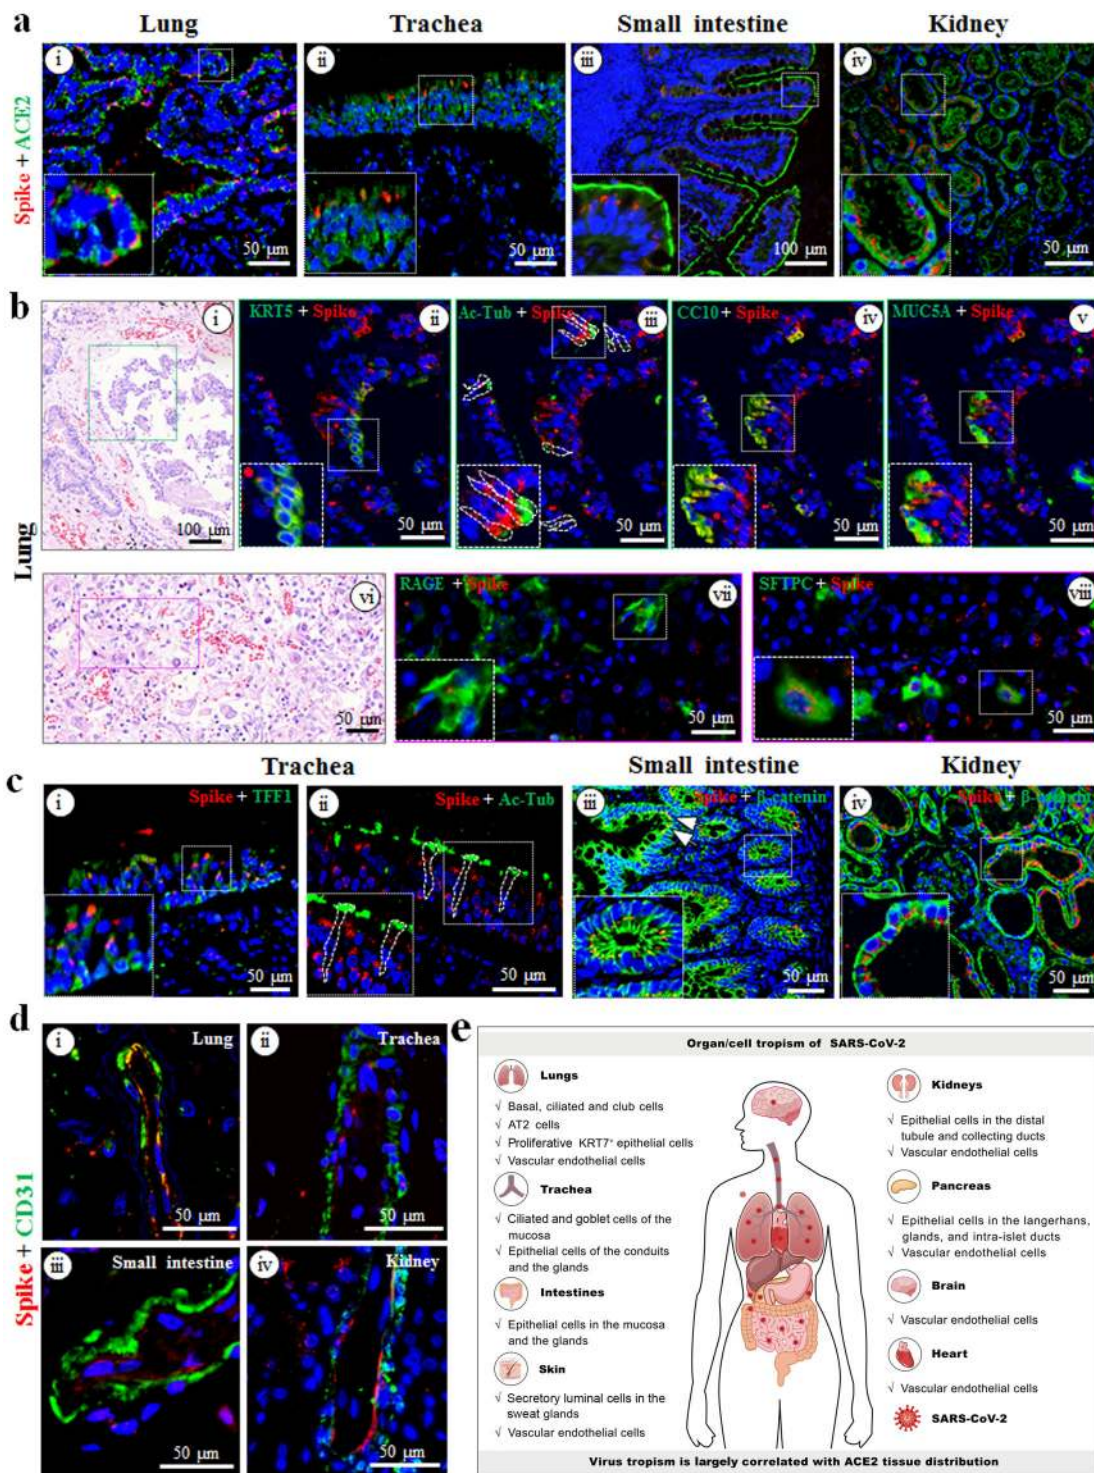 a
Lung
Trachea
Small intestine
Kidney
Spike + ACE2
i
ii
iii
iv
50 µm
50 µm
100 µm
50 µm
b
Lung
i
100 µm
KRT5 + Spike
ii
50 µm
Ac-Tub + Spike
iii
50 µm
CC10 + Spike
iv
50 µm
MUC5A + Spike
v
50 µm
vi
50 µm
RAGE + Spike
vii
50 µm
SFTPC + Spike
viii
50 µm
c
Trachea
Small intestine
Kidney
i
Spike + TFF1
50 µm
ii
Spike + Ac-Tub
50 µm
iii
Spike + β-catenin
50 µm
iv
Spike + β-catenin
50 µm
d
Spike + CD31
i
Lung
50 µm
ii
Trachea
50 µm
iii
Small intestine
50 µm
iv
Kidney
50 µm
e
Organ/cell tropism of SARS-CoV-2
Lungs
√ Basal, ciliated and club cells
√ AT2 cells
√ Proliferative KRT7⁺ epithelial cells
√ Vascular endothelial cells
Trachea
√ Ciliated and goblet cells of the
mucosa
√ Epithelial cells of the conduits
and the glands
Intestines
√ Epithelial cells in the mucosa
and the glands
Skin
√ Secretory luminal cells in the
sweat glands
√ Vascular endothelial cells
Kidneys
√ Epithelial cells in the distal
tubule and collecting ducts
√ Vascular endothelial cells
Pancreas
√ Epithelial cells in the langerhans,
glands, and intra-islet ducts
√ Vascular endothelial cells
Brain
√ Vascular endothelial cells
Heart
√ Vascular endothelial cells
SARS-CoV-2
Virus tropism is largely correlated with ACE2 tissue distribution